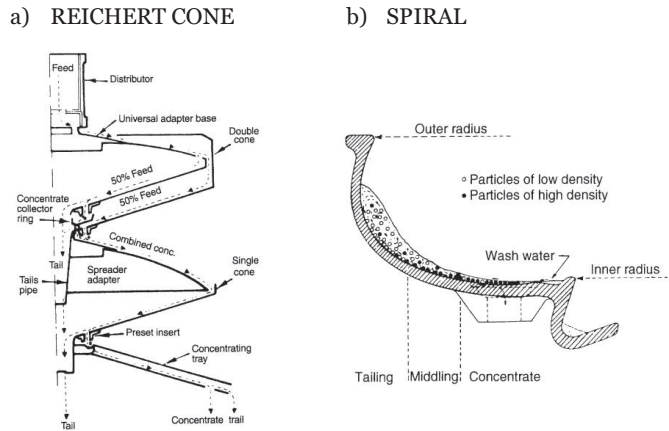 a) REICHERT CONE
Feed
Distributor
Universal adapter base
Double
cone
50% Feed
50% Feed
Concentrate
collector
ring
Combined conc.
Tail
Tails
pipe
Spreader
adapter
Single
cone
Preset insert
Concentrating
tray
Tail
Concentrate trail
b) SPIRAL
Outer radius
Particles of low density
Particles of high density
Wash water
Inner radius
Tailing
Middling
Concentrate